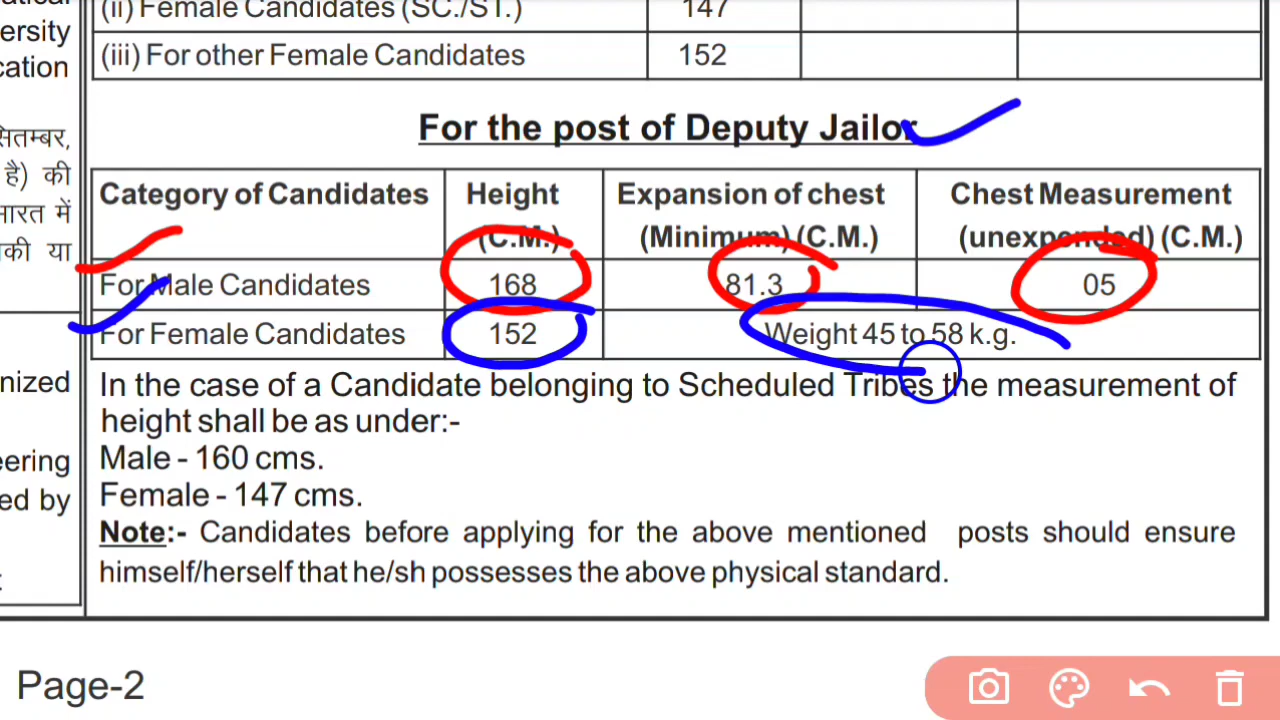 ersity
cation
सितम्बर,
है) की
भारत में
की या
nized
eering
ed by
(ii) Female Candidates (SC./ST.) 147
(iii) For other Female Candidates 152
For the post of Deputy Jailor
Category of Candidates Height Expansion of chest Chest Measurement
(C.M.) (Minimum) (C.M.) (unexpended) (C.M.)
For Male Candidates 168 81.3 05
For Female Candidates 152 Weight 45 to 58 k.g.
In the case of a Candidate belonging to Scheduled Tribes the measurement of
height shall be as under:-
Male - 160 cms.
Female - 147 cms.
Note:- Candidates before applying for the above mentioned posts should ensure
himself/herself that he/sh possesses the above physical standard.
Page-2